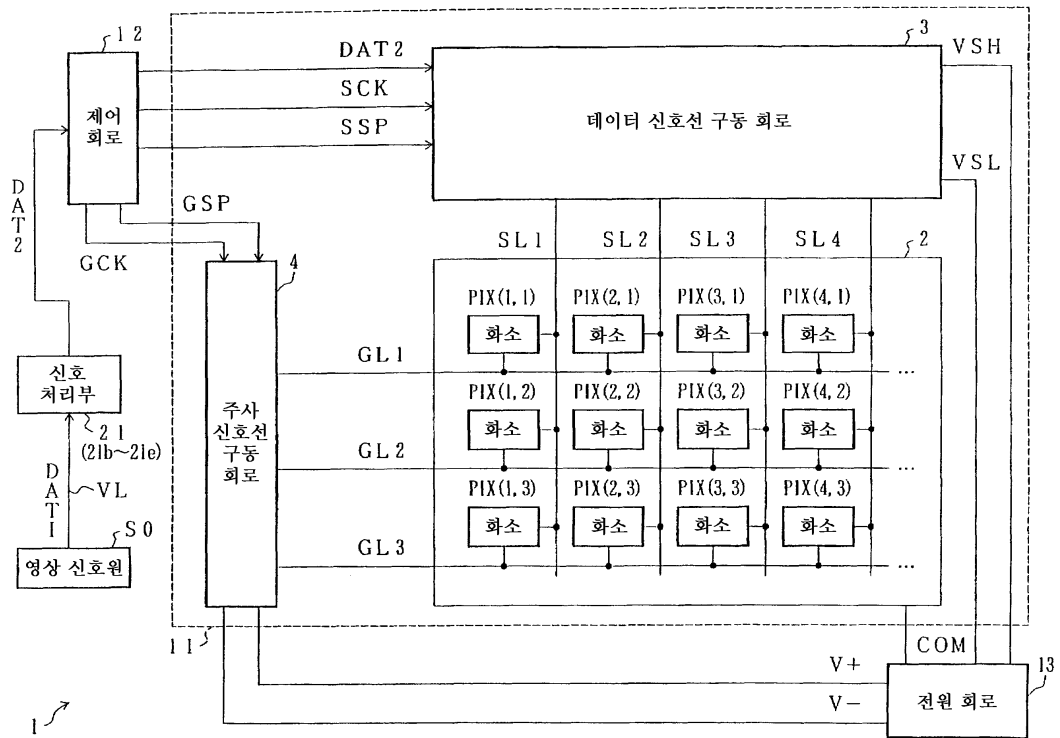 12
제어
회로
DAT2
SCK
SSP
3
데이터 신호선 구동 회로
VSH
VSL
DAT2
GSP
GCK
4
SL1
SL2
SL3
SL4
2
PIX(1,1)
PIX(2,1)
PIX(3,1)
PIX(4,1)
화소
화소
화소
화소
GL1
...
신호
처리부
21
(21b~21e)
주사
신호선
구동
회로
PIX(1,2)
PIX(2,2)
PIX(3,2)
PIX(4,2)
화소
화소
화소
화소
GL2
...
DAT1
VL
PIX(1,3)
PIX(2,3)
PIX(3,3)
PIX(4,3)
화소
화소
화소
화소
GL3
...
S0
영상 신호원
11
COM
V+
V-
13
전원 회로
1